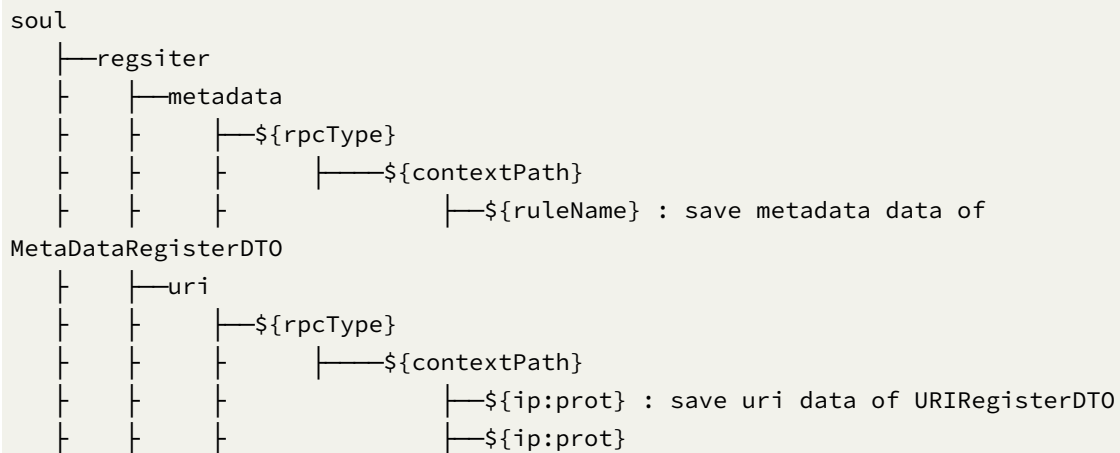 soul
├──regsiter
├    ├──metadata
├    ├     ├──${rpcType}
├    ├     ├      ├────${contextPath}
├    ├     ├               ├──${ruleName} : save metadata data of
MetaDataRegisterDTO
├    ├──uri
├    ├     ├──${rpcType}
├    ├     ├      ├────${contextPath}
├    ├     ├               ├──${ip:prot} : save uri data of URIRegisterDTO
├    ├     ├               ├──${ip:prot}